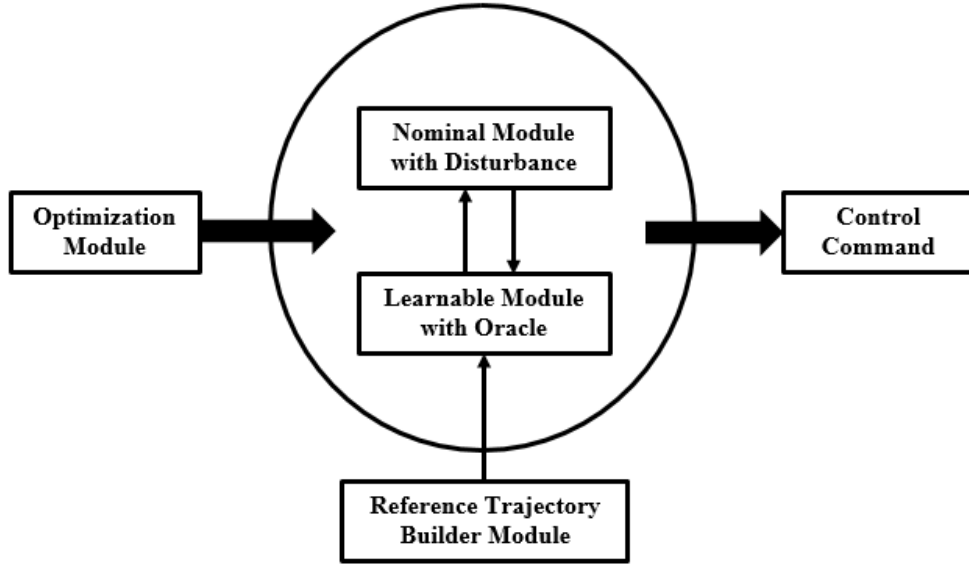 Nominal Module
with Disturbance
Optimization
Module
Control
Command
Learnable Module
with Oracle
Reference Trajectory
Builder Module